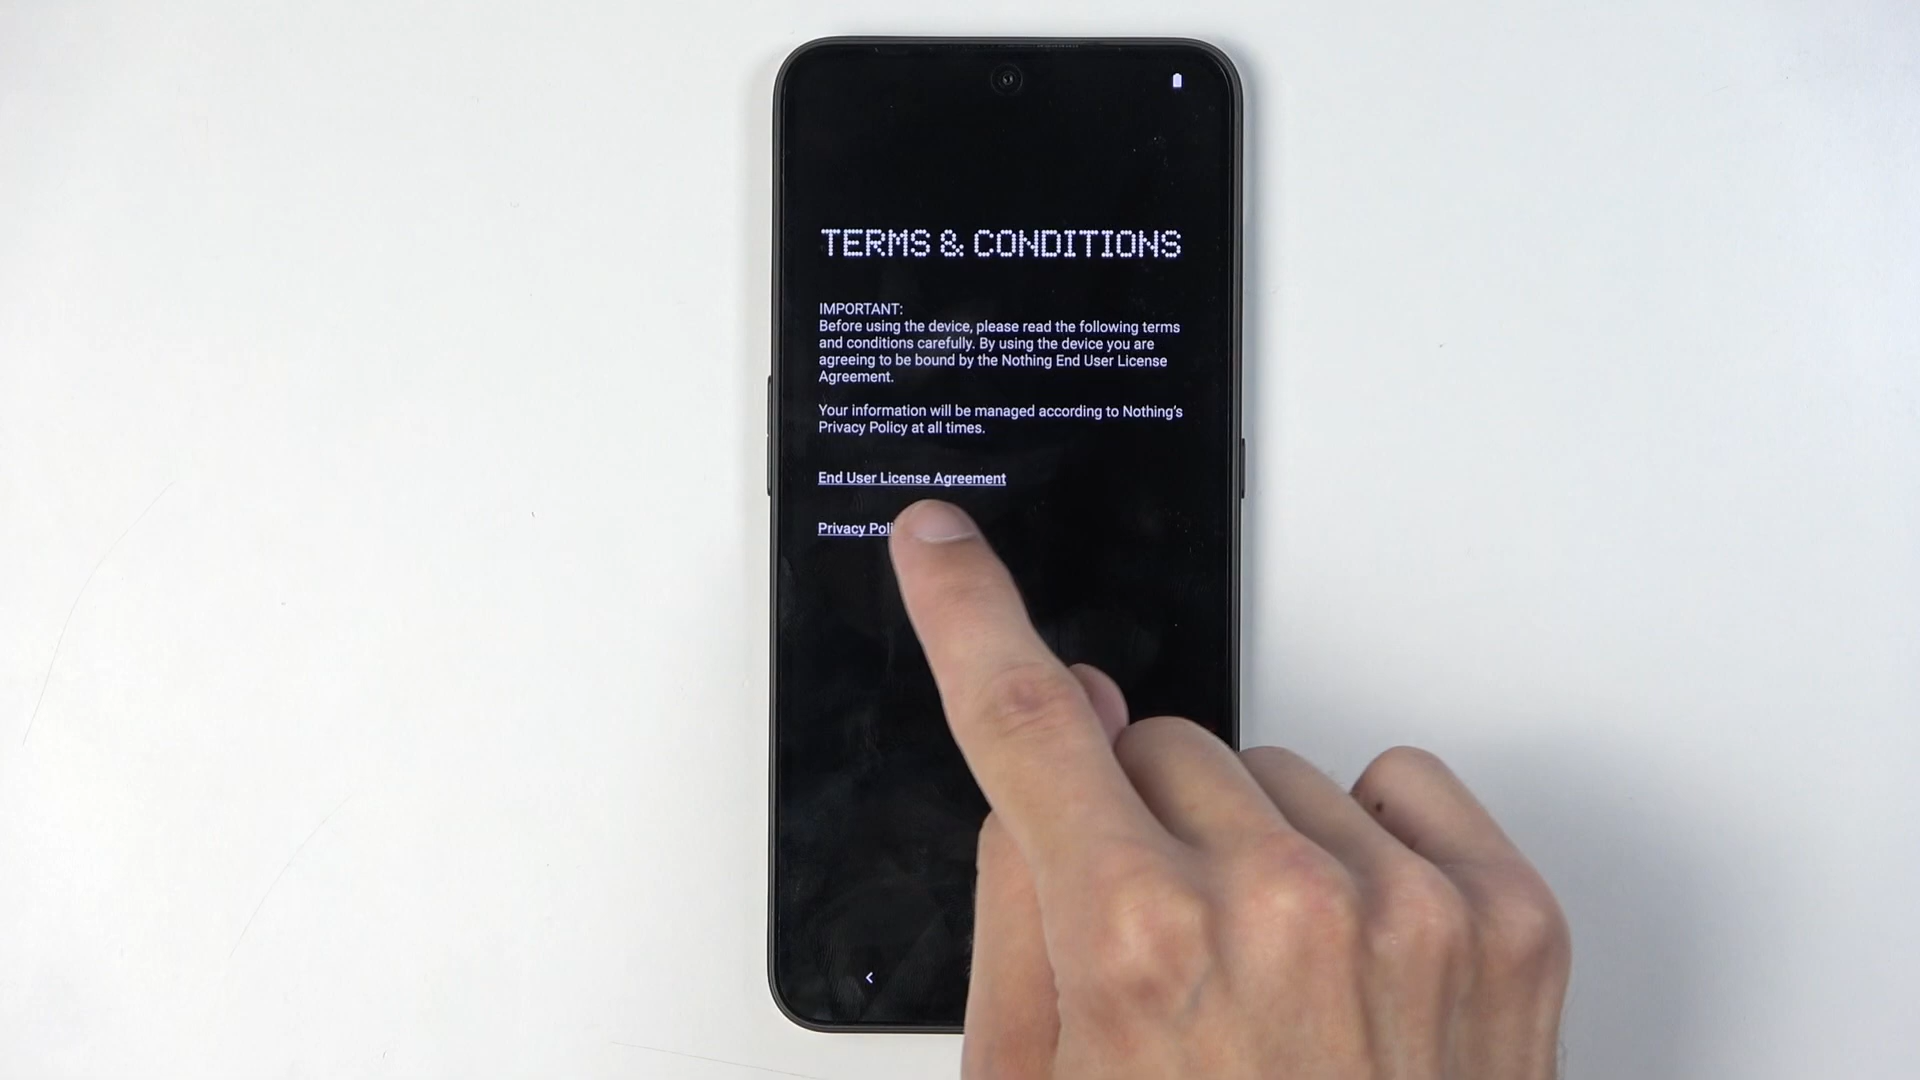 TERMS & CONDITIONS
IMPORTANT:
Before using the device, please read the following terms
and conditions carefully. By using the device you are
agreeing to be bound by the Nothing End User License
Agreement.
Your information will be managed according to Nothing's
Privacy Policy at all times.
End User License Agreement
Privacy